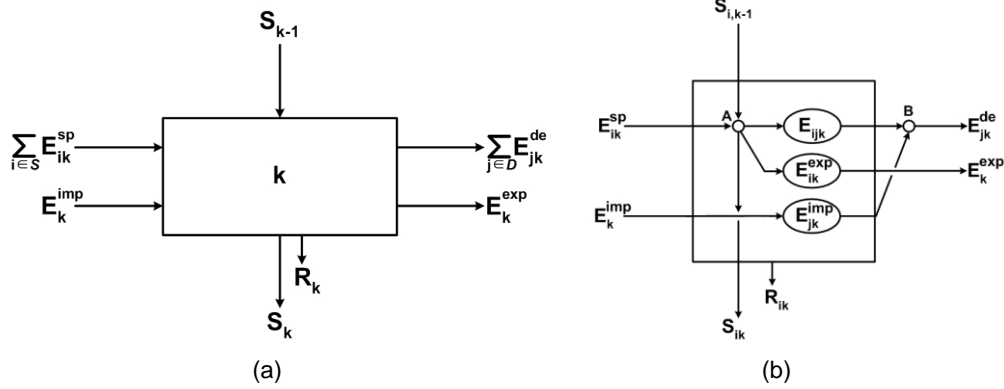 S_{k-1}
∑_{i∈S} E_{ik}^{sp}
E_k^{imp}
k
∑_{j∈D} E_{jk}^{de}
E_k^{exp}
R_k
S_k
(a)
S_{i,k-1}
A
B
E_{ik}^{sp}
E_{ijk}
E_{jk}^{de}
E_{ik}^{exp}
E_k^{exp}
E_k^{imp}
E_{jk}^{imp}
R_{ik}
S_{ik}
(b)